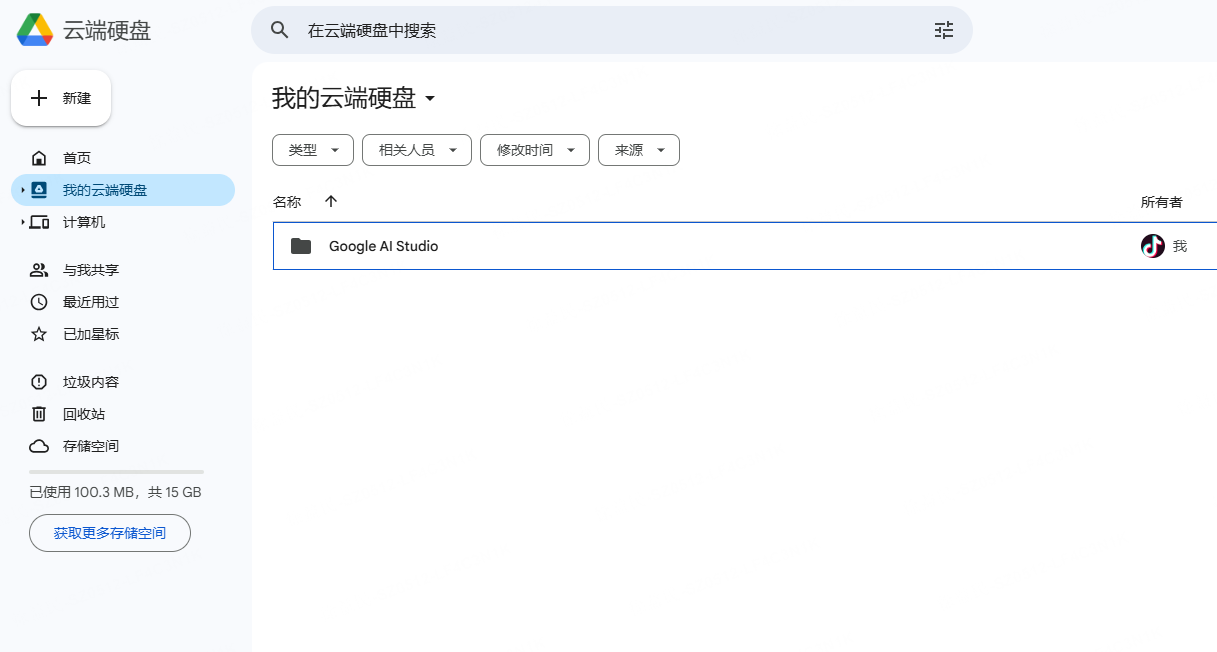 云端硬盘
在云端硬盘中搜索
新建
首页
我的云端硬盘
计算机
与我共享
最近用过
已加星标
垃圾内容
回收站
存储空间
已使用 100.3 MB，共 15 GB
获取更多存储空间
我的云端硬盘
类型 相关人员 修改时间 来源
名称 所有者
Google AI Studio 我